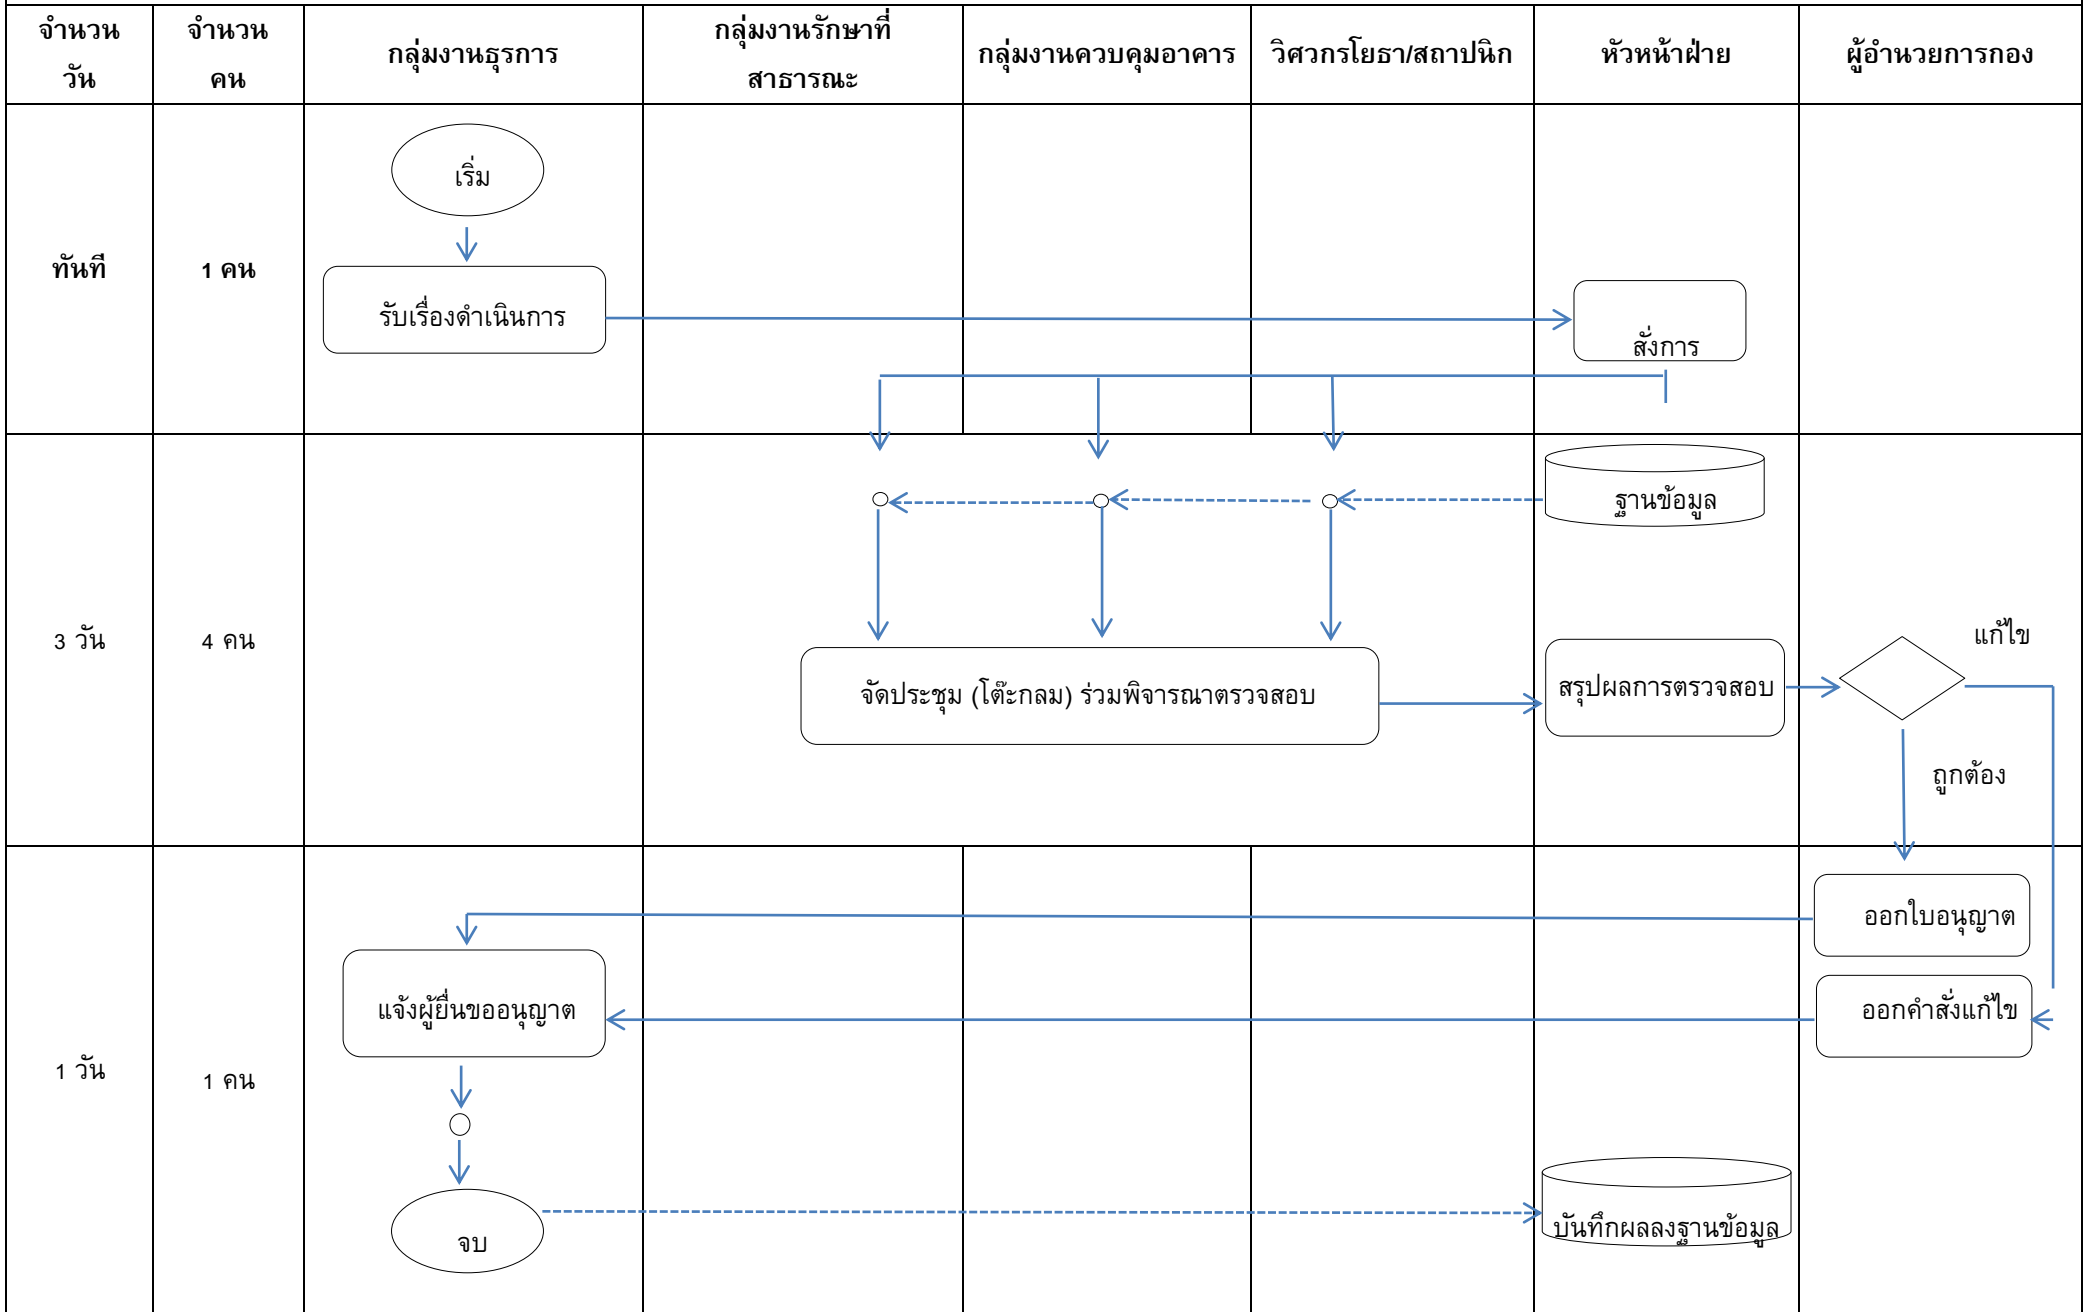 จำนวน
วัน
จำนวน
คน
กลุ่มงานธุรการ
กลุ่มงานรักษาที่
สาธารณะ
กลุ่มงานควบคุมอาคาร
วิศวกรโยธา/สถาปนิก
หัวหน้าฝ่าย
ผู้อำนวยการกอง
เริ่ม
ทันที
1 คน
รับเรื่องดำเนินการ
สั่งการ
ฐานข้อมูล
3 วัน
4 คน
แก้ไข
จัดประชุม (โต๊ะกลม) ร่วมพิจารณาตรวจสอบ
สรุปผลการตรวจสอบ
ถูกต้อง
ออกใบอนุญาต
แจ้งผู้ยื่นขออนุญาต
ออกคำสั่งแก้ไข
1 วัน
1 คน
จบ
บันทึกผลลงฐานข้อมูล